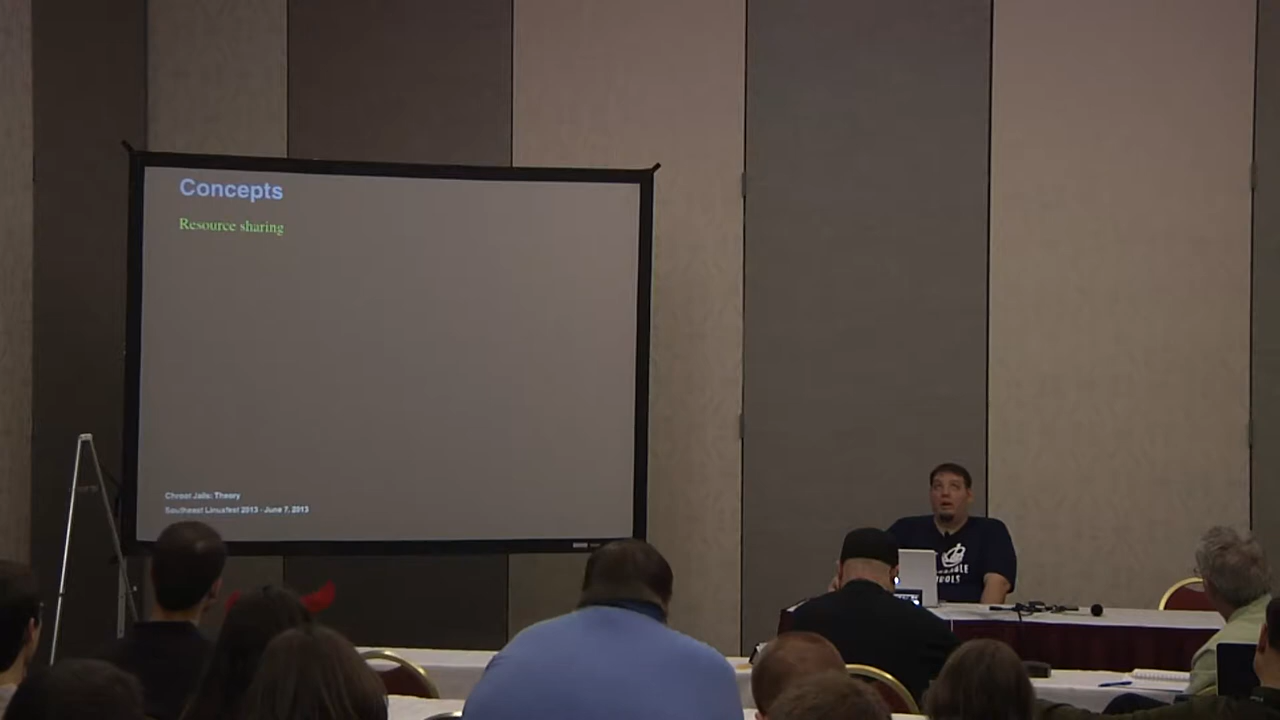 Concepts
Resource sharing
Chroot Jails: Theory
Southeast Linuxfest 2013 - June 7, 2013